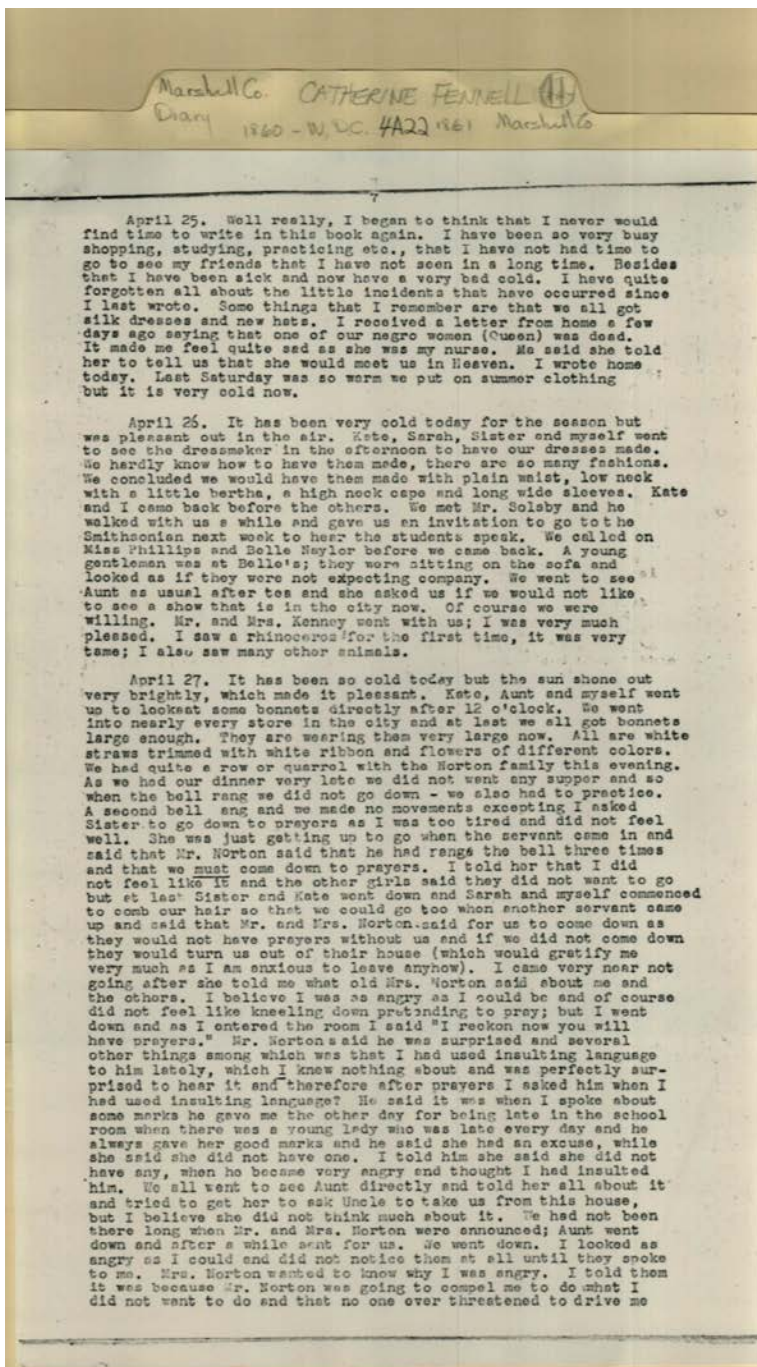 Marshall Co. CATHERINE FENNELL 11
Diary 1860 - W, D.C. 4A22 1861 Marshall Co
7
April 25. Well really, I began to think that I never would
find time to write in this book again. I have been so very busy
shopping, studying, practicing etc., that I have not had time to
go to see my friends that I have not seen in a long time. Besides
that I have been sick and now have a very bad cold. I have quite
forgotten all about the little incidents that have occurred since
I last wrote. Some things that I remember are that we all got
silk dresses and new hats. I received a letter from home a few
days ago saying that one of our negro women (Queen) was dead.
It made me feel quite sad as she was my nurse. Ma said she told
her to tell us that she would meet us in Heaven. I wrote home
today. Last Saturday was so warm we put on summer clothing
but it is very cold now.
April 26. It has been very cold today for the season but
was pleasant out in the air. Kate, Sarah, Sister and myself went
to see the dressmaker in the afternoon to have our dresses made.
We hardly know how to have them made, there are so many fashions.
We concluded we would have them made with plain waist, low neck
with a little bertha, a high neck cape and long wide sleeves. Kate
and I came back before the others. We met Mr. Solsby and he
walked with us a while and gave us an invitation to go to the
Smithsonian next week to hear the students speak. We called on
Miss Phillips and Belle Naylor before we came back. A young
gentleman was at Belle's; they were sitting on the sofa and
looked as if they were not expecting company. We went to see
Aunt as usual after tea and she asked us if we would not like
to see a show that is in the city now. Of course we were
willing. Mr. and Mrs. Kenney went with us; I was very much
pleased. I saw a rhinoceros for the first time, it was very
tame; I also saw many other animals.
April 27. It has been so cold today but the sun shone out
very brightly, which made it pleasant. Kate, Aunt and myself went
up to lookeat some bonnets directly after 12 o'clock. We went
into nearly every store in the city and at last we all got bonnets
large enough. They are wearing them very large now. All are white
straws trimmed with white ribbon and flowers of different colors.
We had quite a row or quarrel with the Norton family this evening.
As we had our dinner very late we did not want any supper and so
when the bell rang we did not go down - we also had to practice.
A second bell ang and we made no movements excepting I asked
Sister to go down to prayers as I was too tired and did not feel
well. She was just getting up to go when the servant came in and
said that Mr. Norton said that he had range the bell three times
and that we must come down to prayers. I told her that I did
not feel like it and the other girls said they did not want to go
but at last Sister and Kate went down and Sarah and myself commenced
to comb our hair so that we could go too when another servant came
up and said that Mr. and Mrs. Norton said for us to come down as
they would not have prayers without us and if we did not come down
they would turn us out of their house (which would gratify me
very much as I am anxious to leave anyhow). I came very near not
going after she told me what old Mrs. Norton said about me and
the others. I believe I was as angry as I could be and of course
did not feel like kneeling down pretending to pray; but I went
down and as I entered the room I said "I reckon now you will
have prayers." Mr. Norton said he was surprised and several
other things among which was that I had used insulting language
to him lately, which I knew nothing about and was perfectly sur-
prised to hear it and therefore after prayers I asked him when I
had used insulting language? He said it was when I spoke about
some marks he gave me the other day for being late in the school
room when there was a young lady who was late every day and he
always gave her good marks and he said she had an excuse, while
she said she did not have one. I told him she said she did not
have any, when he became very angry and thought I had insulted
him. We all went to see Aunt directly and told her all about it
and tried to get her to ask Uncle to take us from this house,
but I believe she did not think much about it. We had not been
there long when Mr. and Mrs. Norton were announced; Aunt went
down and after a while sent for us. We went down. I looked as
angry as I could and did not notice them at all until they spoke
to me. Mrs. Norton wanted to know why I was angry. I told them
it was because Mr. Norton was going to compel me to do what I
did not want to do and that no one ever threatened to drive me